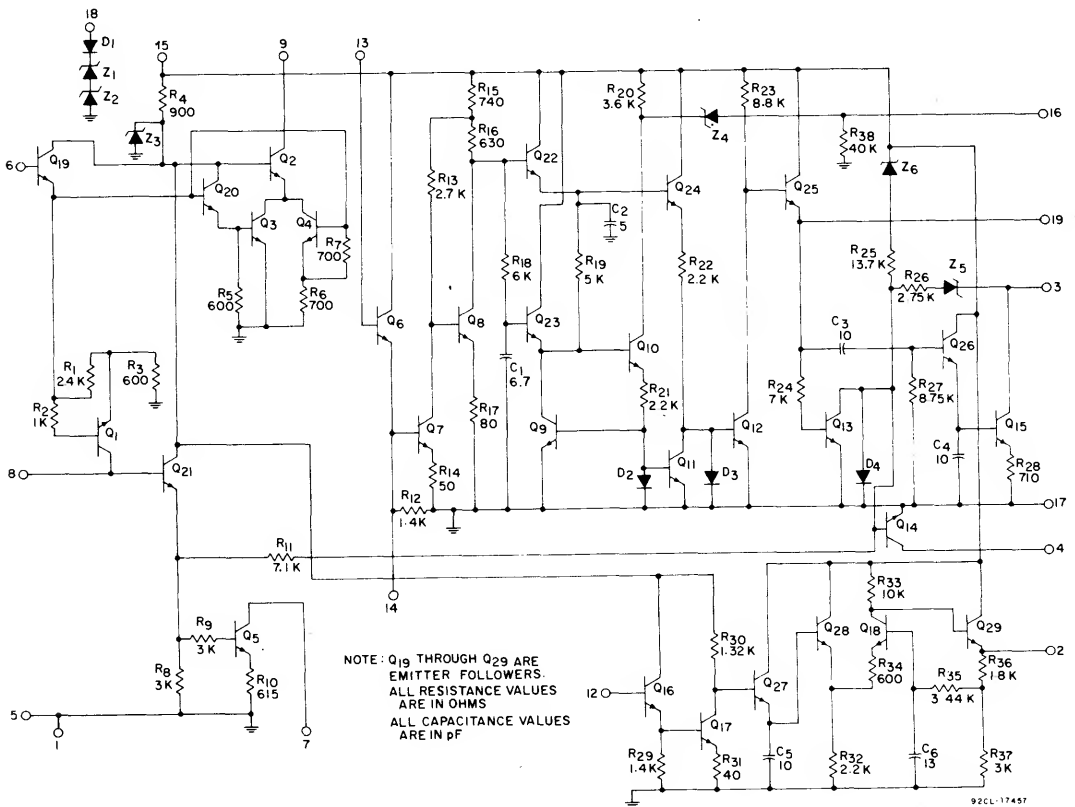 18
D1
Z1
Z2
15
9
13
R4
900
Z3
6
Q19
Q2
Q20
Q3
Q4
R7
700
R5
600
R6
700
R1
24K
R3
600
R2
1K
Q1
8
Q21
R11
7.1K
R9
3K
Q5
R8
3K
R10
615
5
1
7
R15
740
R16
630
R13
2.7K
Q6
Q8
Q7
R14
50
R12
1.4K
R17
80
14
Q22
R18
6K
Q23
C1
6.7
Q9
C2
5
R19
5K
R20
3.6K
Z4
Q24
R22
2.2K
Q10
R21
2.2K
D2
Q11
D3
R23
8.8K
Q12
Q25
R38
40K
16
Z6
19
R25
13.7K
R26
2.75K
Z5
3
C3
10
Q26
R24
7K
Q13
D4
R27
8.75K
C4
10
Q15
R28
710
17
Q14
4
NOTE: Q19 THROUGH Q29 ARE
EMITTER FOLLOWERS.
ALL RESISTANCE VALUES
ARE IN OHMS
ALL CAPACITANCE VALUES
ARE IN pF
12
Q16
R30
1.32K
Q17
R29
1.4K
R31
40
Q27
C5
10
Q28
R33
10K
Q18
R34
600
R32
2.2K
Q29
2
R36
1.8K
R35
3.44K
C6
13
R37
3K
92CL-17457